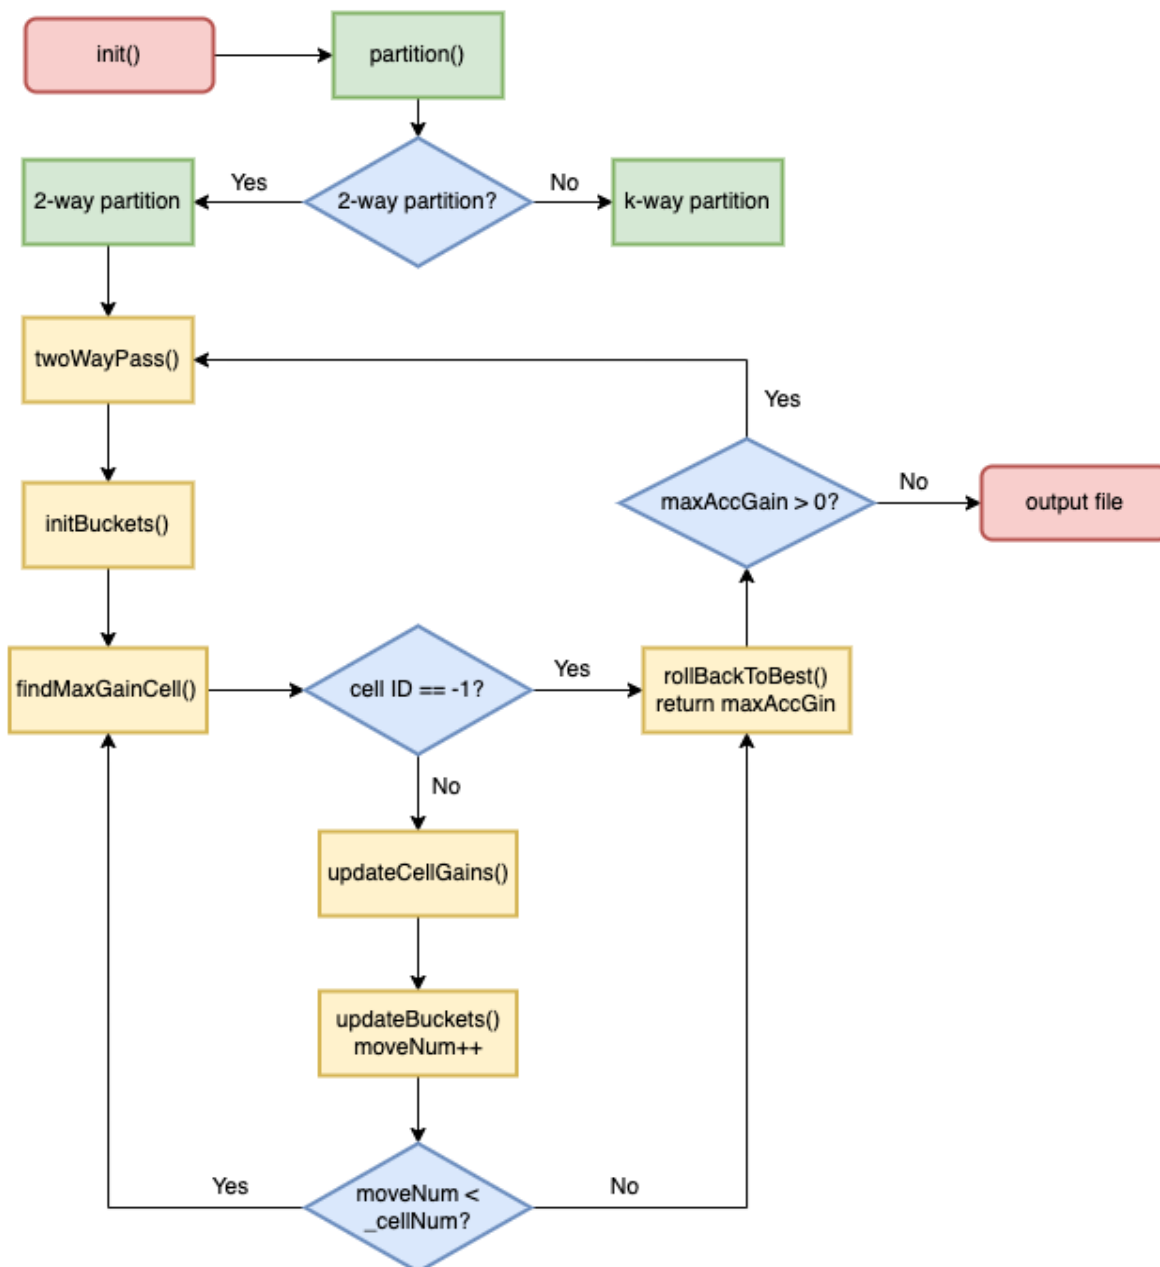 init()
partition()
2-way partition
Yes
2-way partition?
No
k-way partition
twoWayPass()
Yes
initBuckets()
maxAccGain > 0?
No
output file
findMaxGainCell()
cell ID == -1?
Yes
rollBackToBest()
return maxAccGin
No
updateCellGains()
updateBuckets()
moveNum++
Yes
moveNum <
_cellNum?
No